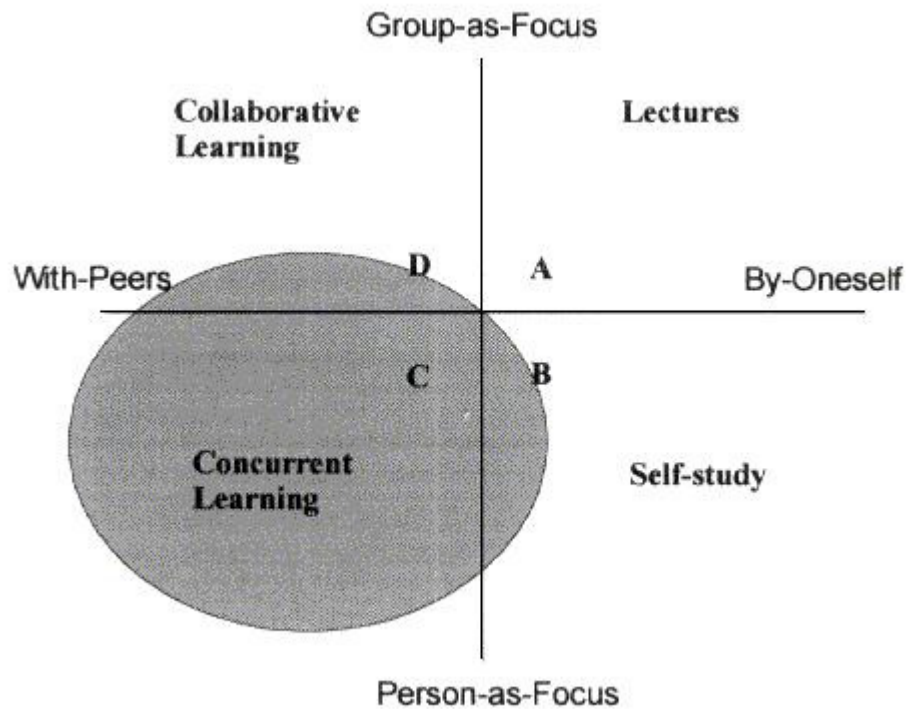 Group-as-Focus
Collaborative
Learning
Lectures
With-Peers
D
A
By-Oneself
C
B
Concurrent
Learning
Self-study
Person-as-Focus